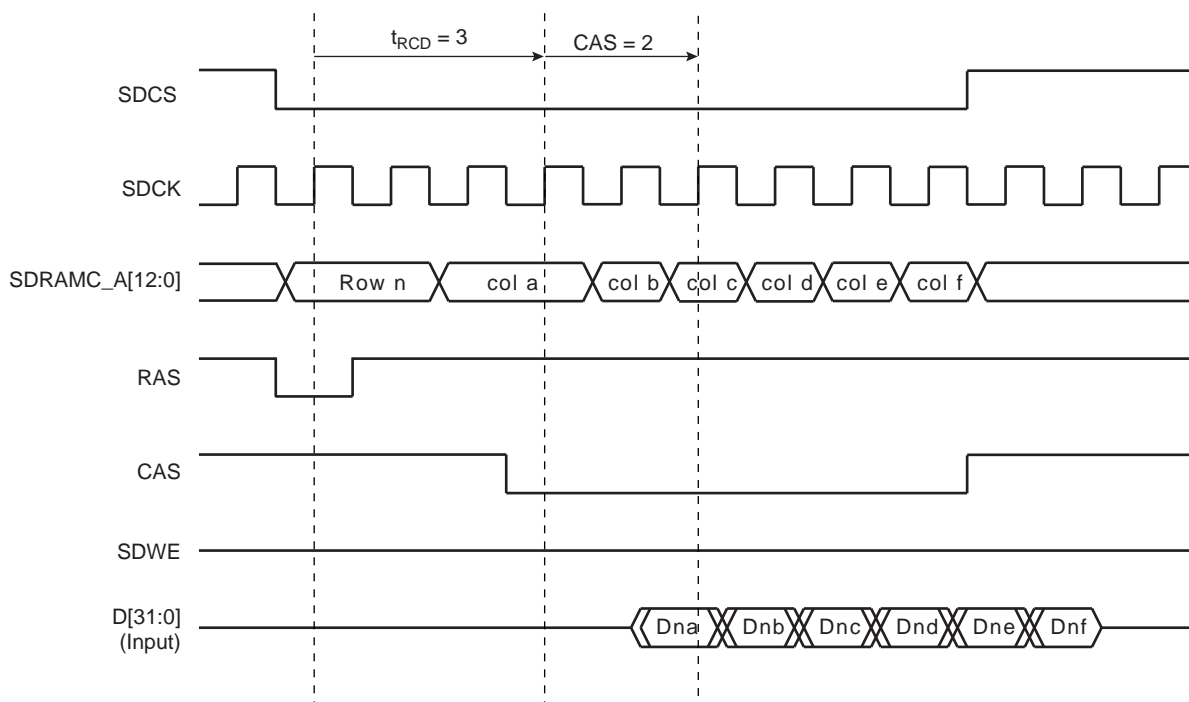 tRCD = 3
CAS = 2
SDCS
SDCK
SDRAMC_A[12:0]
Row n
col a
col b
col c
col d
col e
col f
RAS
CAS
SDWE
D[31:0]
(Input)
Dna
Dnb
Dnc
Dnd
Dne
Dnf